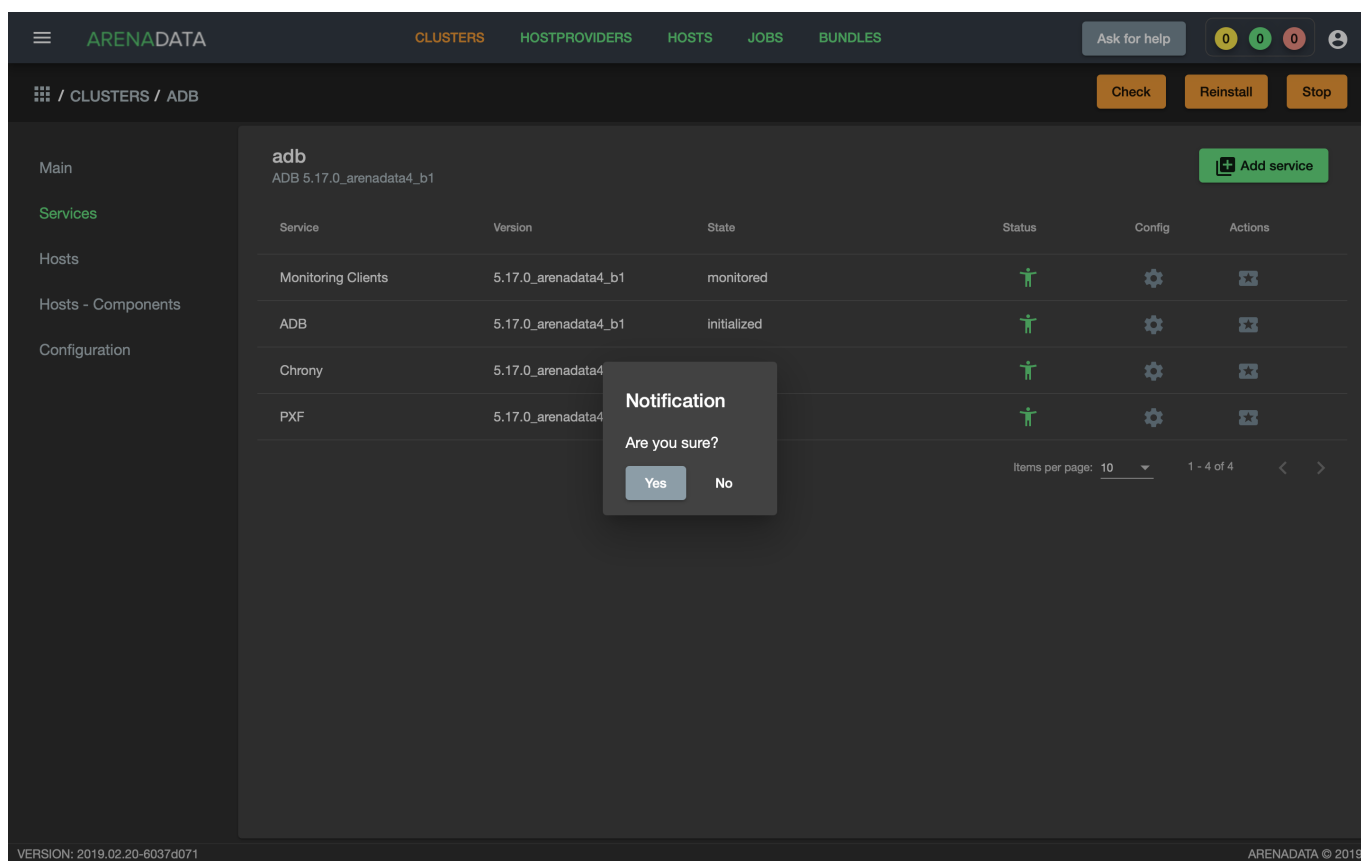 ARENADATA CLUSTERS HOSTPROVIDERS HOSTS JOBS BUNDLES Ask for help 0 0 0
/ CLUSTERS / ADB Check Reinstall Stop
Main
Services
Hosts
Hosts - Components
Configuration
adb
ADB 5.17.0_arenadata4_b1
Add service
Service Version State Status Config Actions
Monitoring Clients 5.17.0_arenadata4_b1 monitored
ADB 5.17.0_arenadata4_b1 initialized
Chrony 5.17.0_arenadata4
PXF 5.17.0_arenadata4
Notification
Are you sure?
Yes No
Items per page: 10 1 - 4 of 4
VERSION: 2019.02.20-6037d071 ARENADATA © 2019